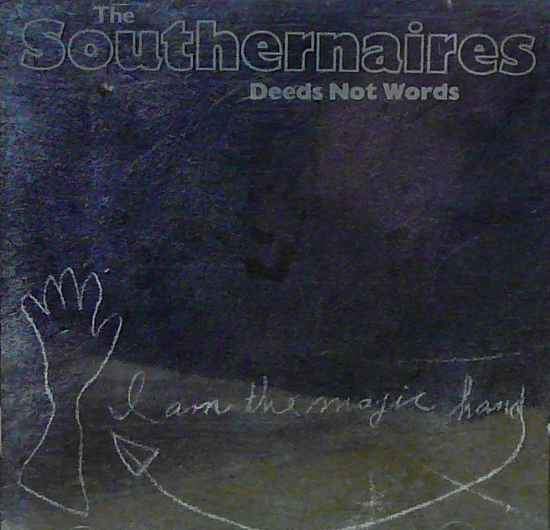 The
Southernaires
Deeds Not Words
I am the magic hand